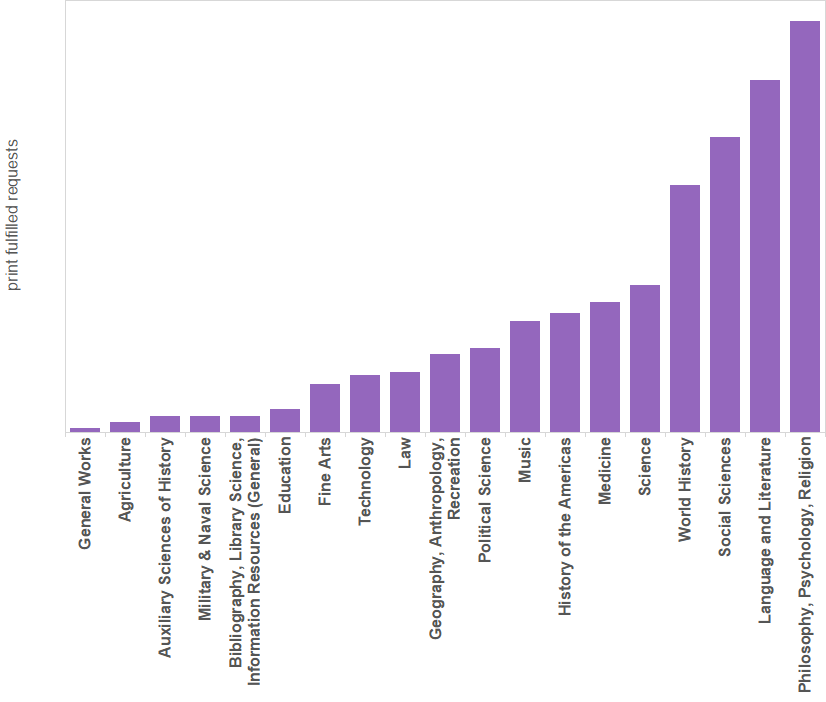 print fulfilled requests
General Works
Agriculture
Auxiliary Sciences of History
Military & Naval Science
Bibliography, Library Science,
Information Resources (General)
Education
Fine Arts
Technology
Law
Geography, Anthropology,
Recreation
Political Science
Music
History of the Americas
Medicine
Science
World History
Social Sciences
Language and Literature
Philosophy, Psychology, Religion